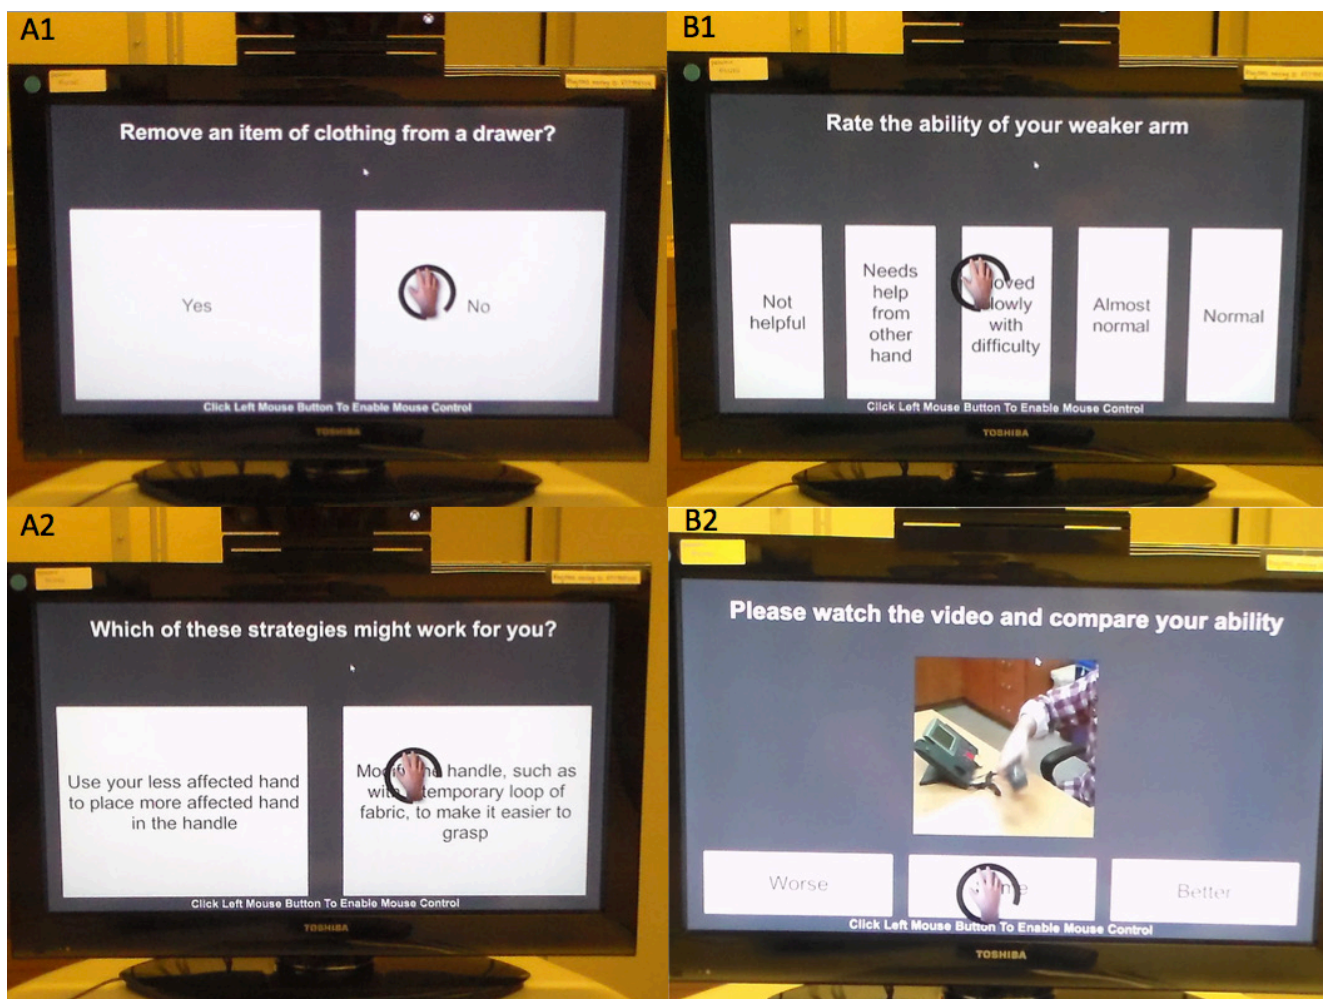 A1
Remove an item of clothing from a drawer?
Yes
No
Click Left Mouse Button To Enable Mouse Control
TOSHIBA
B1
Rate the ability of your weaker arm
Not
helpful
Needs
help
from
other
hand
with
difficulty
Almost
normal
Normal
Click Left Mouse Button To Enable Mouse Control
TOSHIBA
A2
Which of these strategies might work for you?
Use your less affected hand
to place more affected hand
in the handle
handle, such as
with temporary loop of
fabric, to make it easier to
grasp
Click Left Mouse Button To Enable Mouse Control
TOSHIBA
B2
Please watch the video and compare your ability
Worse
Better
Click Left Mouse Button To Enable Mouse Control
TOSHIBA